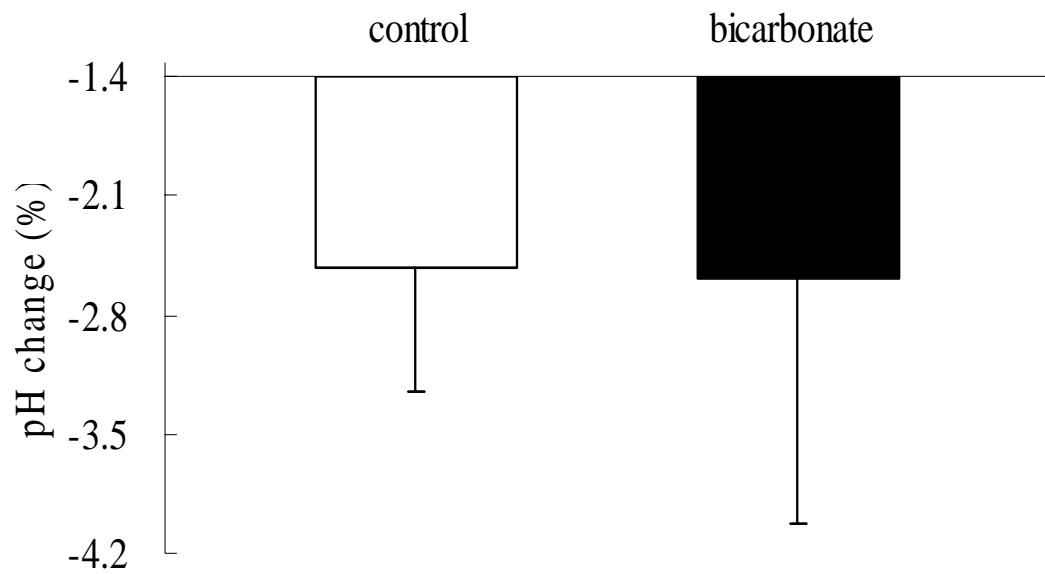 control bicarbonate
-1.4
-2.1
-2.8
-3.5
-4.2
pH change (%)